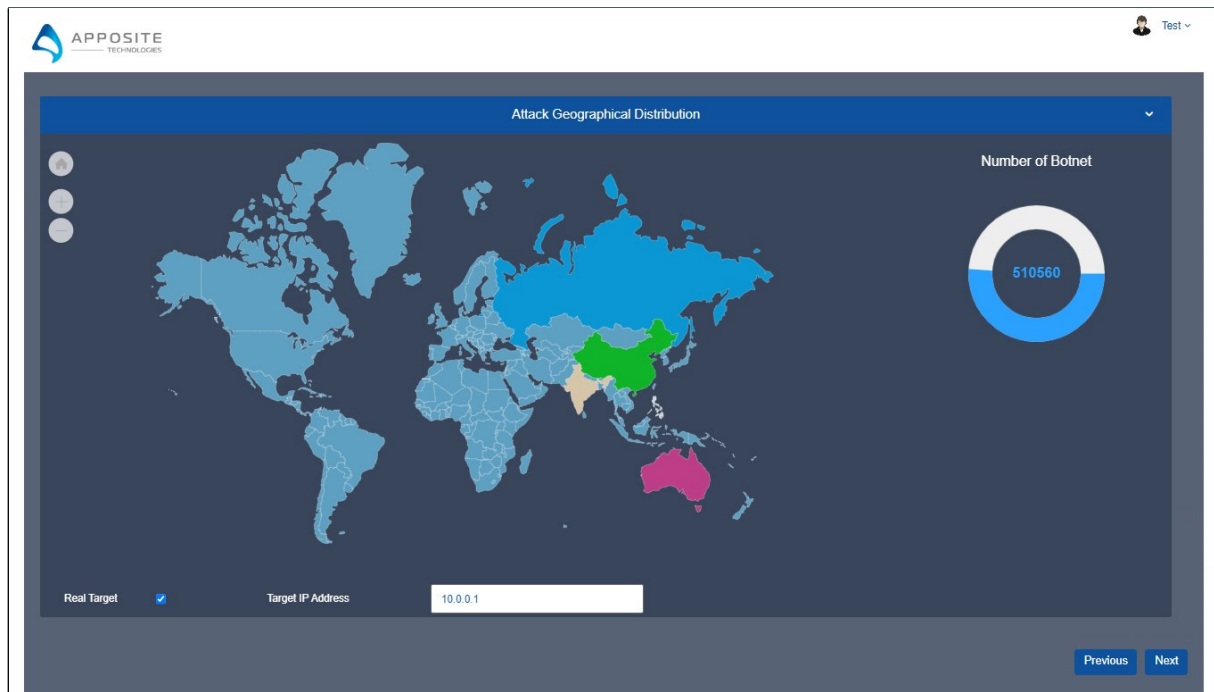 APPOSITE
TECHNOLOGIES
Test
Attack Geographical Distribution
Number of Botnet
510560
Real Target
Target IP Address
10.0.0.1
Previous
Next